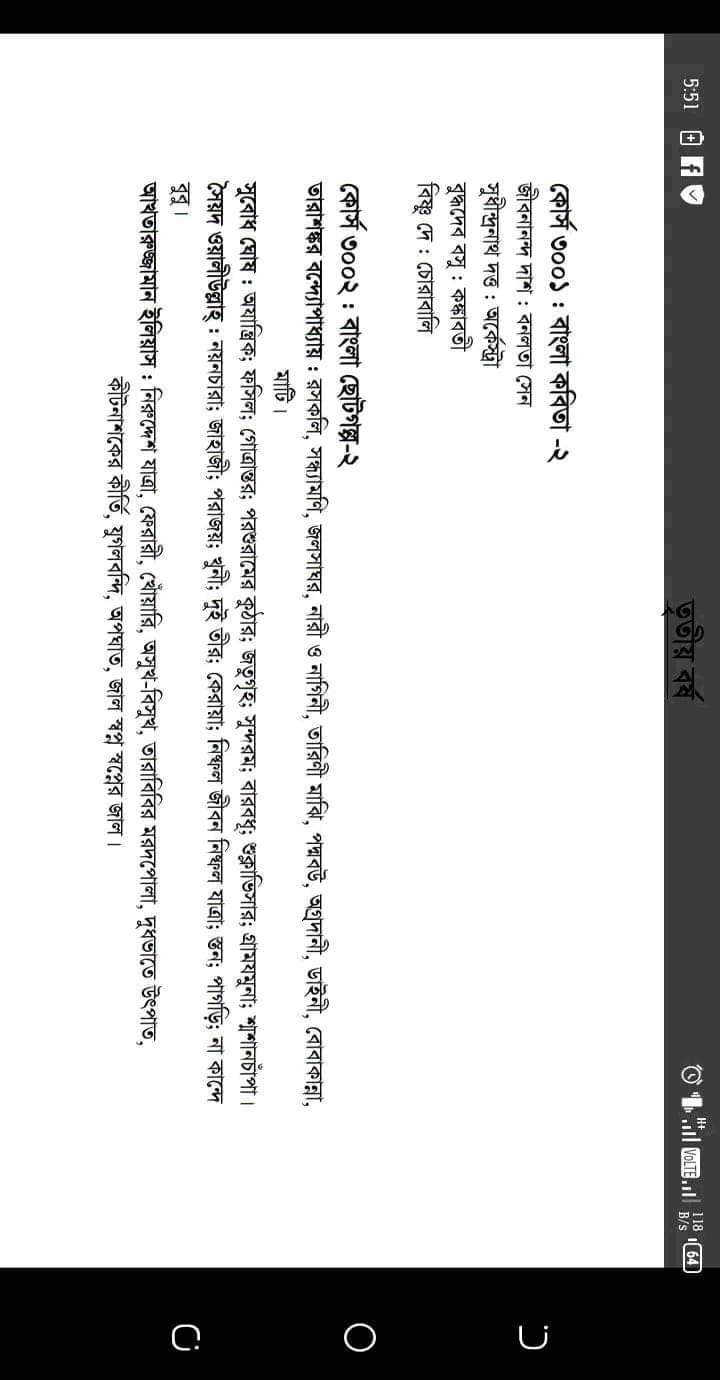 5:51
118
B/s
64
H+
VoLTE
তৃতীয় বর্ষ
কোর্স ৩০০১ : বাংলা কবিতা -২
জীবনানন্দ দাশ : বনলতা সেন
সুধীন্দ্রনাথ দত্ত : অর্কেস্ট্রা
বুদ্ধদেব বসু : কঙ্কাবতী
বিষ্ণু দে : চোরাবালি
কোর্স ৩০০২ : বাংলা ছোটগল্প-২
তারাশঙ্কর বন্দ্যোপাধ্যায় : রসকলি, সন্ধ্যামণি, জলসাঘর, নারী ও নাগিনী, তারিণী মাঝি, পদ্মবউ, অগ্রদানী, ডাইনী, বোবাকান্না,
মাটি।
সুবোধ ঘোষ : অযান্ত্রিক; ফসিল; গোত্রান্তর; পরশুরামের কুঠার; জতুগৃহ; সুন্দরম; বারবধূ; শুক্লাভিসার; গ্রামযমুনা; শ্মশানচাঁপা।
সৈয়দ ওয়ালীউল্লাহ্ : নয়নচারা; জাহাজী; পরাজয়; খুনী; দুই তীর; কেরায়া; নিষ্ফল জীবন নিষ্ফল যাত্রা; স্তন; পাগড়ি; না কান্দে
বুবু।
আখতারুজ্জামান ইলিয়াস : নিরুদ্দেশ যাত্রা, ফেরারী, খোঁয়ারি, অসুখ-বিসুখ, তারাবিবির মরদপোলা, দুধভাতে উৎপাত,
কীটনাশকের কীর্তি, যুগলবন্দি, অপঘাত, জাল স্বপ্ন স্বপ্নের জাল।